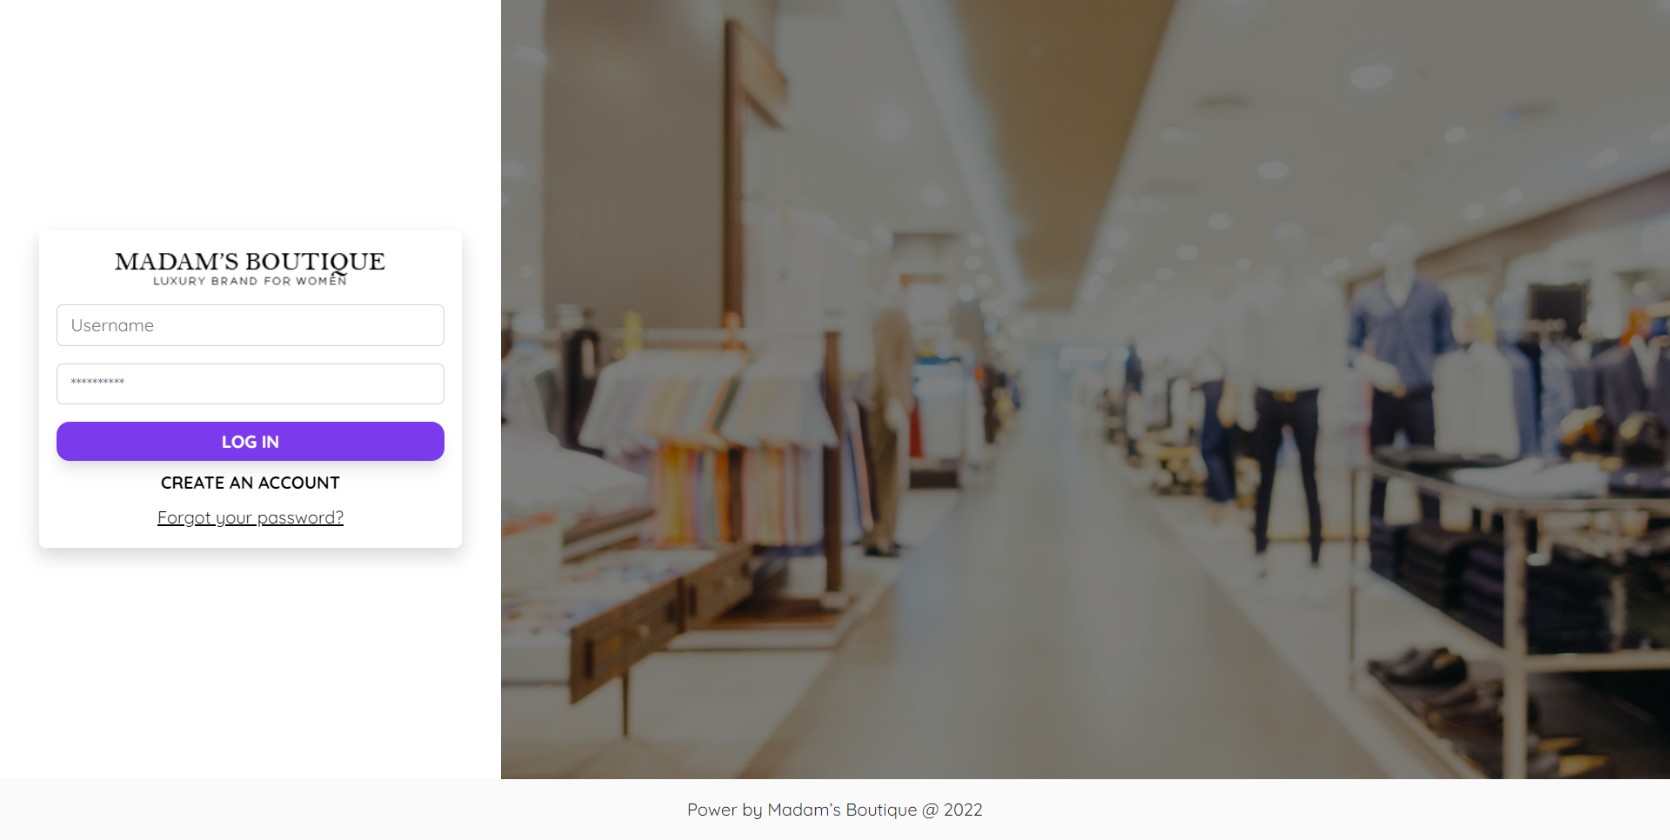 MADAM'S BOUTIQUE
LUXURY BRAND FOR WOMEN
Username
**********
LOG IN
CREATE AN ACCOUNT
Forgot your password?
Power by Madam's Boutique @ 2022